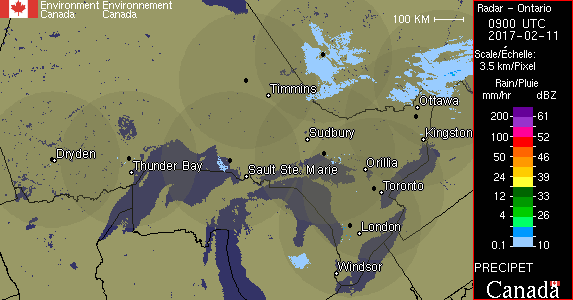 Environment Environnement
Canada Canada
100 KM
Radar - Ontario
0900 UTC
2017-02-11
Scale/Échelle:
3.5 km/Pixel
Rain/Pluie
mm/hr dBZ
200 61
100 52
50 46
24 39
12 33
4 26
0.1 10
PRECIPET
Canada
Timmins
Ottawa
Sudbury
Kingston
Dryden
Thunder Bay
Sault Ste. Marie
Orillia
Toronto
London
Windsor